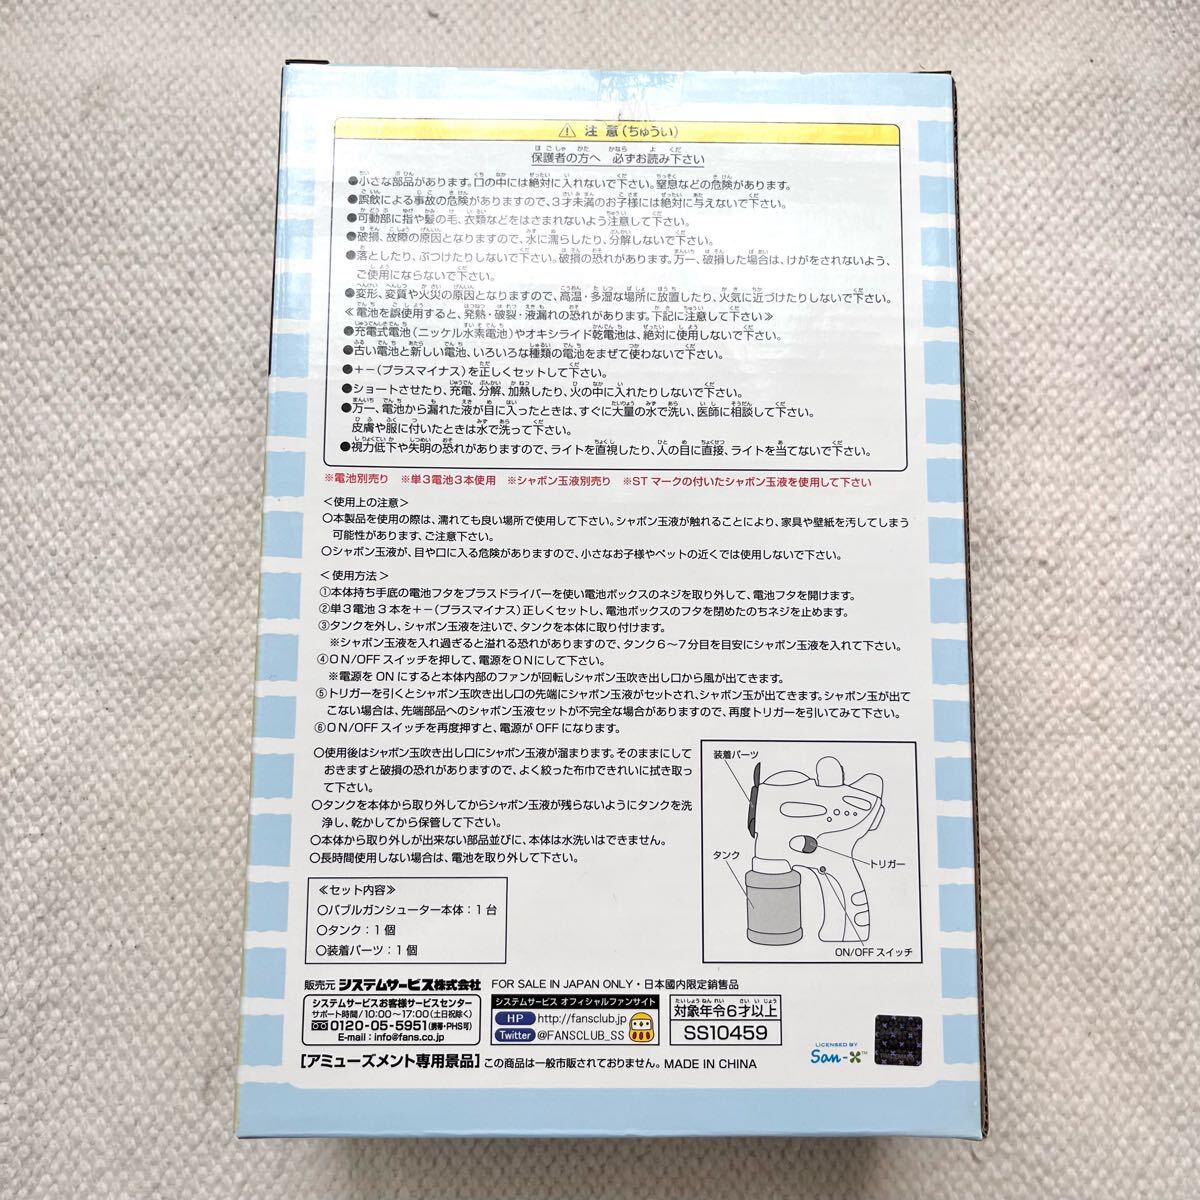 ⚠ 注意(ちゅうい)
保護者の方へ 必ずお読み下さい
●小さな部品があります。口の中には絶対に入れないで下さい。窒息などの危険があります。
●誤飲による事故の危険がありますので、3才未満のお子様には絶対に与えないで下さい。
●可動部に指や髪の毛、衣類などをはさまれないよう注意して下さい。
●破損、故障の原因となりますので、水に濡らしたり、分解しないで下さい。
●落としたり、ぶつけたりしないで下さい。破損の恐れがあります。万一、破損した場合は、けがをされないよう、
ご使用にならないで下さい。
●変形、変質や火災の原因となりますので、高温・多湿な場所に放置したり、火気に近づけたりしないで下さい。
≪電池を誤使用すると、発熱・破裂・液漏れの恐れがあります。下記に注意して下さい≫
●充電式電池(ニッケル水素電池)やオキシライド乾電池は、絶対に使用しないで下さい。
●古い電池と新しい電池、いろいろな種類の電池をまぜて使わないで下さい。
●+-(プラスマイナス)を正しくセットして下さい。
●ショートさせたり、充電、分解、加熱したり、火の中に入れたりしないで下さい。
●万一、電池から漏れた液が目に入ったときは、すぐに大量の水で洗い、医師に相談して下さい。
皮膚や服に付いたときは水で洗って下さい。
●視力低下や失明の恐れがありますので、ライトを直視したり、人の目に直接、ライトを当てないで下さい。
※電池別売り ※単3電池3本使用 ※シャボン玉液別売り ※STマークの付いたシャボン玉液を使用して下さい
<使用上の注意>
○本製品を使用の際は、濡れても良い場所で使用して下さい。シャボン玉液が触れることにより、家具や壁紙を汚してしまう
可能性があります、ご注意下さい。
○シャボン玉液が、目や口に入る危険がありますので、小さなお子様やペットの近くでは使用しないで下さい。
<使用方法>
①本体持ち手底の電池フタをプラスドライバーを使い電池ボックスのネジを取り外して、電池フタを開けます。
②単3電池3本を+-(プラスマイナス)正しくセットし、電池ボックスのフタを閉めたのちネジを止めます。
③タンクを外し、シャボン玉液を注いで、タンクを本体に取り付けます。
※シャボン玉液を入れ過ぎると溢れる恐れがありますので、タンク6〜7分目を目安にシャボン玉液を入れて下さい。
④ON/OFFスイッチを押して、電源をONにして下さい。
※電源をONにすると本体内部のファンが回転しシャボン玉吹き出し口から風が出てきます。
⑤トリガーを引くとシャボン玉吹き出し口の先端にシャボン玉液がセットされ、シャボン玉が出てきます。シャボン玉が出て
こない場合は、先端部品へのシャボン玉液セットが不完全な場合がありますので、再度トリガーを引いてみて下さい。
⑥ON/OFFスイッチを再度押すと、電源がOFFになります。
○使用後はシャボン玉吹き出し口にシャボン玉液が溜まります。そのままにして
おきますと破損の恐れがありますので、よく絞った布巾できれいに拭き取っ
て下さい。
○タンクを本体から取り外してからシャボン玉液が残らないようにタンクを洗
浄し、乾かしてから保管して下さい。
○本体から取り外しが出来ない部品並びに、本体は水洗いはできません。
○長時間使用しない場合は、電池を取り外して下さい。
装着パーツ
タンク
トリガー
ON/OFFスイッチ
≪セット内容≫
○バブルガンシューター本体：1台
○タンク：1個
○装着パーツ：1個
販売元 システムサービス株式会社 FOR SALE IN JAPAN ONLY・日本國内限定銷售品
システムサービスお客様サービスセンター
サポート時間／10:00〜17:00(土日祝除く)
0120-05-5951(携帯・PHS可)
E-mail：info@fans.co.jp
システムサービス オフィシャルファンサイト
HP http://fansclub.jp
Twitter @FANSCLUB_SS
対象年令6才以上
SS10459
LICENSED BY
San-X™
[アミューズメント専用景品] この商品は一般市販されておりません。 MADE IN CHINA